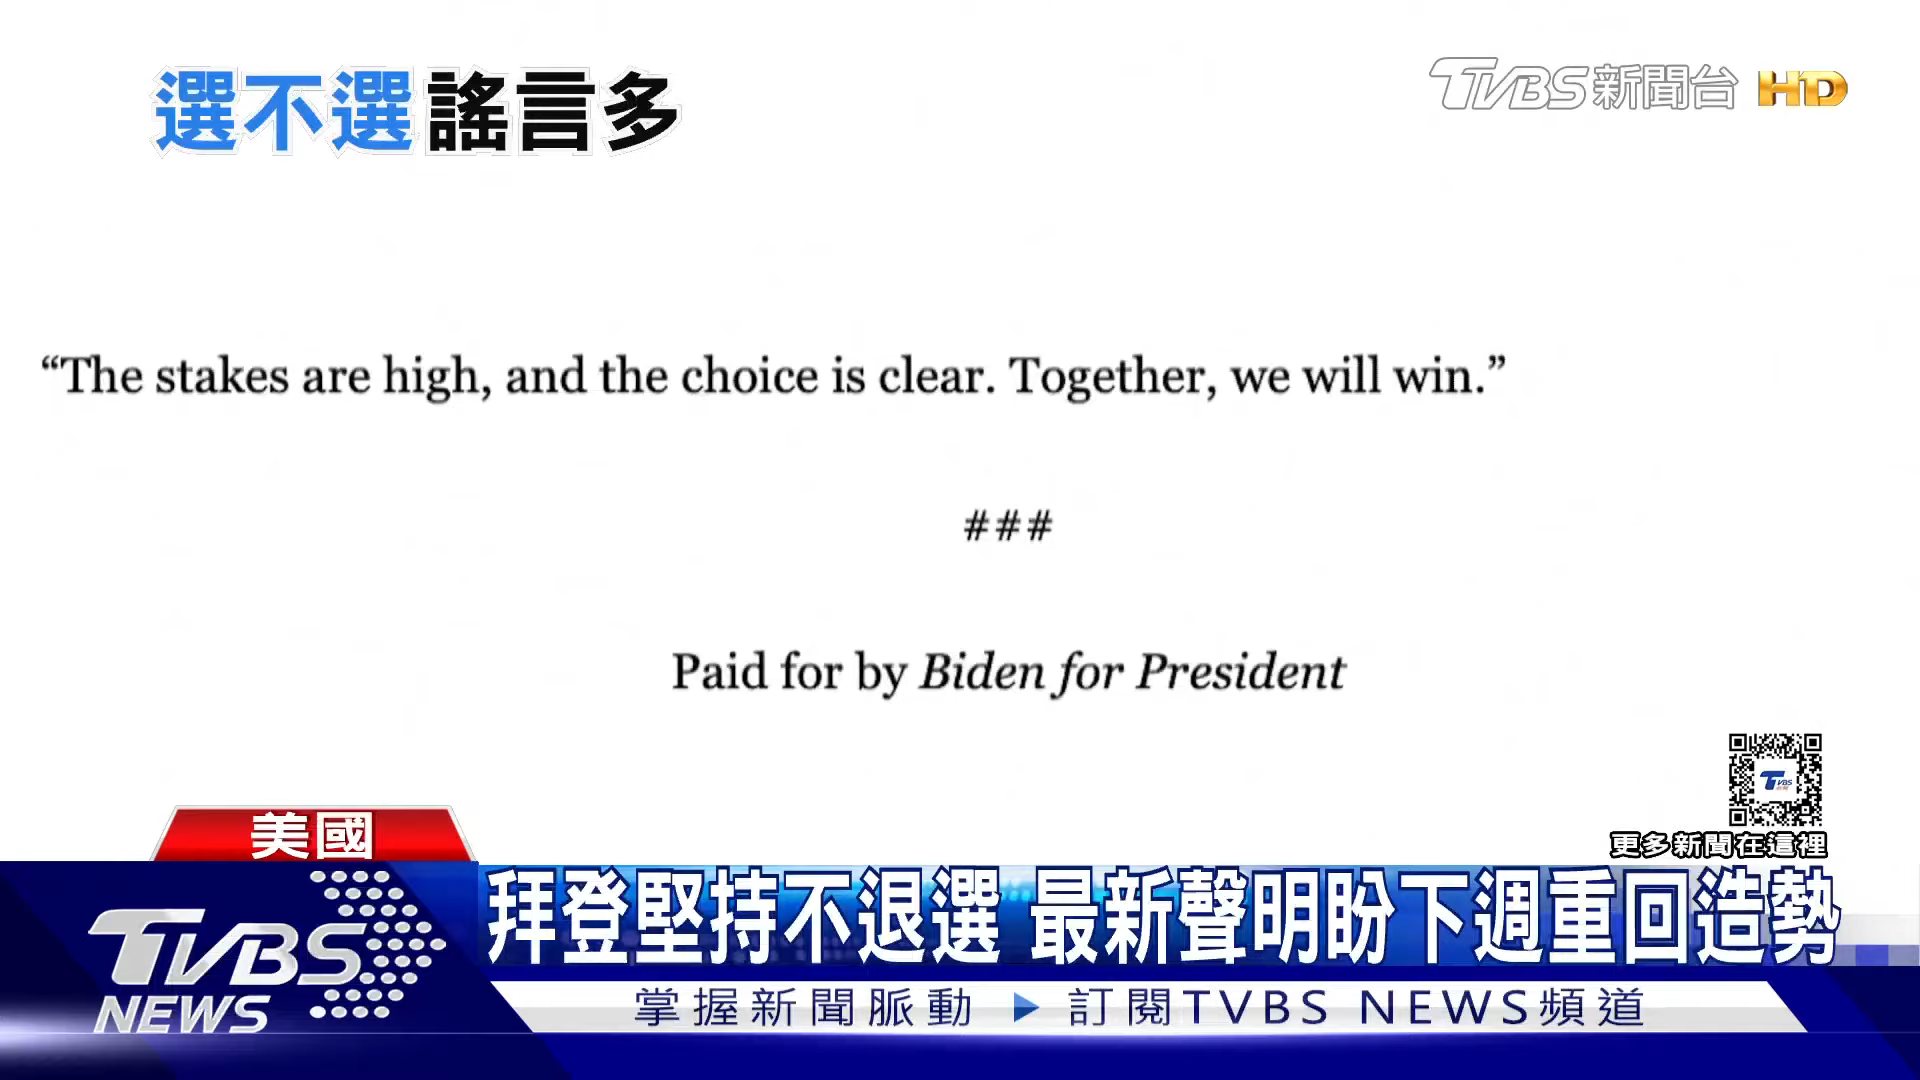 選不選謠言多
TVBS新聞台 HD
“The stakes are high, and the choice is clear. Together, we will win.”
###
Paid for by Biden for President
TVBS
更多新聞在這裡
美國
拜登堅持不退選 最新聲明盼下週重回造勢
TVBS
NEWS
掌握新聞脈動 ▶ 訂閱TVBS NEWS頻道